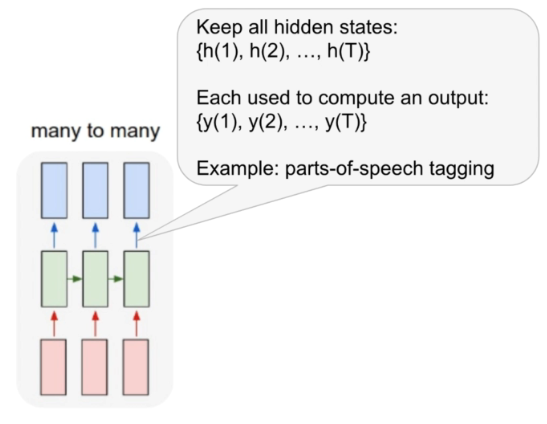 Keep all hidden states:
{h(1), h(2), …, h(T)}
Each used to compute an output:
{y(1), y(2), …, y(T)}
Example: parts-of-speech tagging
many to many